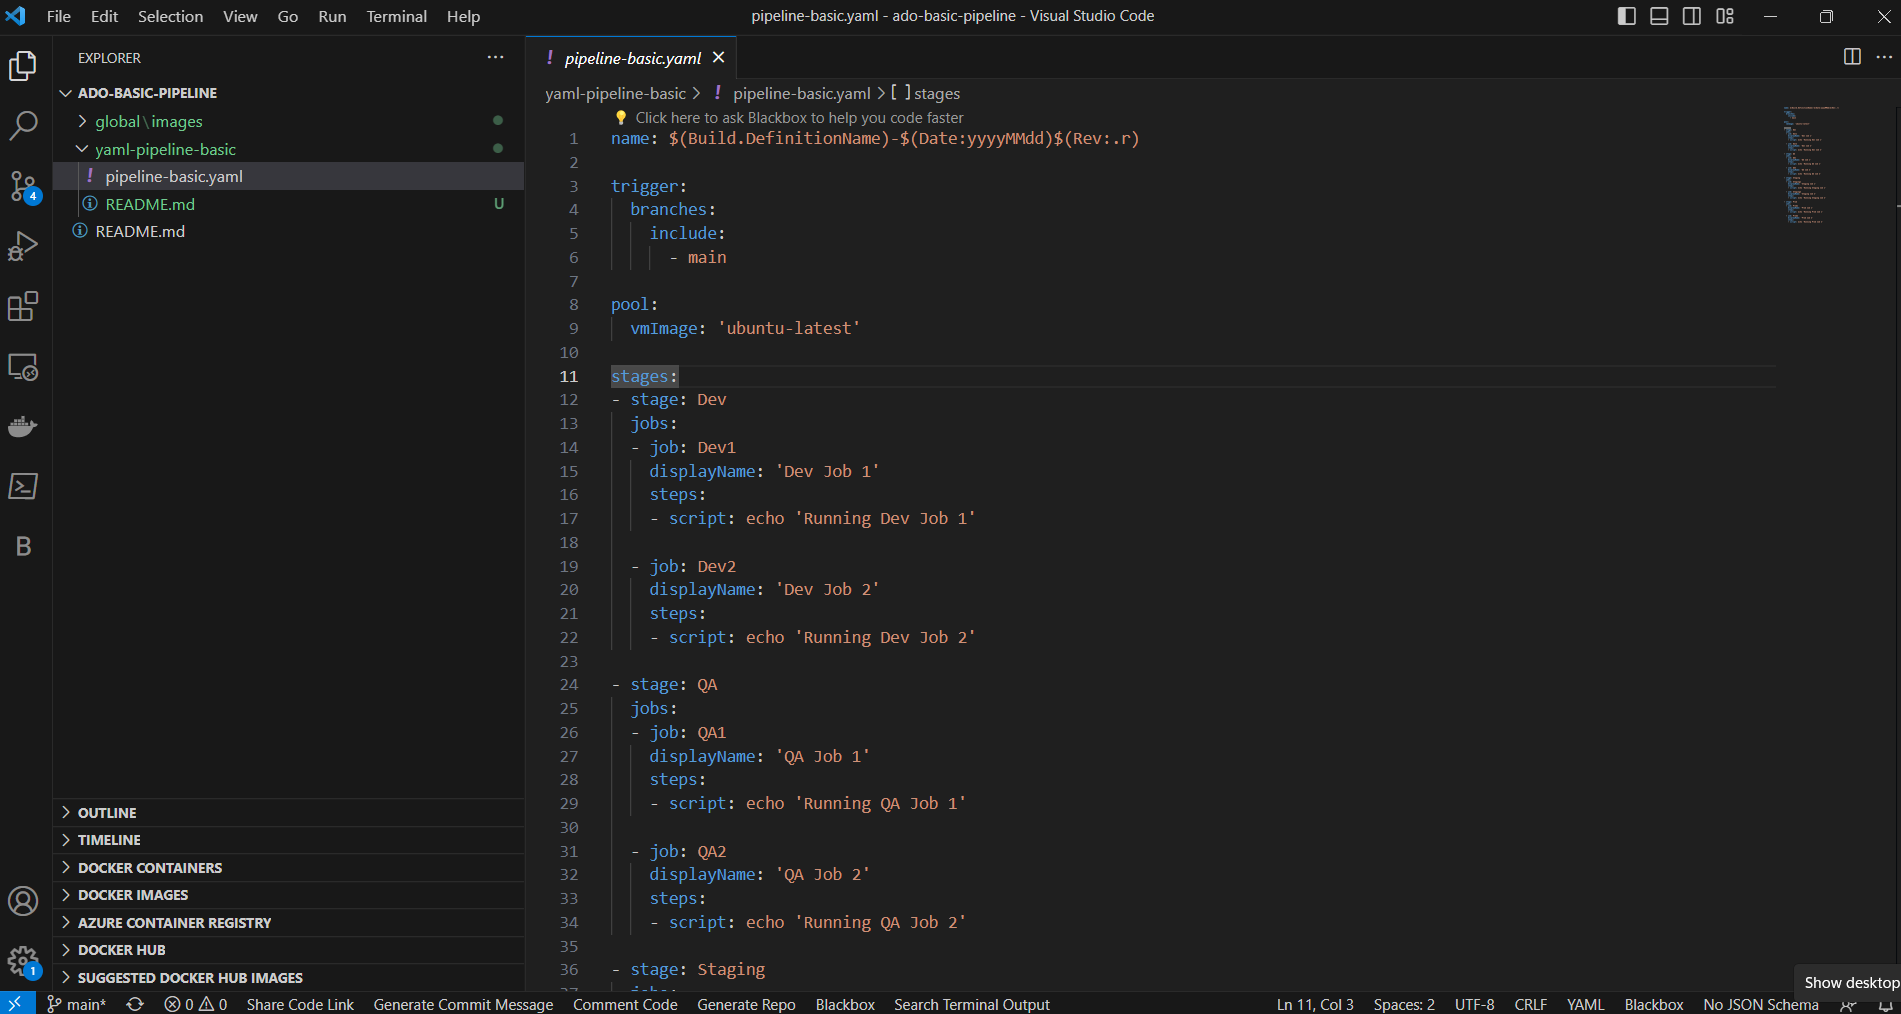 File Edit Selection View Go Run Terminal Help
pipeline-basic.yaml - ado-basic-pipeline - Visual Studio Code
EXPLORER
ADO-BASIC-PIPELINE
global\images
yaml-pipeline-basic
! pipeline-basic.yaml
README.md U
README.md
OUTLINE
TIMELINE
DOCKER CONTAINERS
DOCKER IMAGES
AZURE CONTAINER REGISTRY
DOCKER HUB
SUGGESTED DOCKER HUB IMAGES
4
B
1
! pipeline-basic.yaml
yaml-pipeline-basic > ! pipeline-basic.yaml > [ ] stages
Click here to ask Blackbox to help you code faster
1 name: $(Build.DefinitionName)-$(Date:yyyyMMdd)$(Rev:.r)
2
3 trigger:
4 branches:
5 include:
6 - main
7
8 pool:
9 vmImage: 'ubuntu-latest'
10
11 stages:
12 - stage: Dev
13 jobs:
14 - job: Dev1
15 displayName: 'Dev Job 1'
16 steps:
17 - script: echo 'Running Dev Job 1'
18
19 - job: Dev2
20 displayName: 'Dev Job 2'
21 steps:
22 - script: echo 'Running Dev Job 2'
23
24 - stage: QA
25 jobs:
26 - job: QA1
27 displayName: 'QA Job 1'
28 steps:
29 - script: echo 'Running QA Job 1'
30
31 - job: QA2
32 displayName: 'QA Job 2'
33 steps:
34 - script: echo 'Running QA Job 2'
35
36 - stage: Staging
Show desktop
main* 0 0 Share Code Link Generate Commit Message Comment Code Generate Repo Blackbox Search Terminal Output
Ln 11, Col 3 Spaces: 2 UTF-8 CRLF YAML Blackbox No JSON Schema